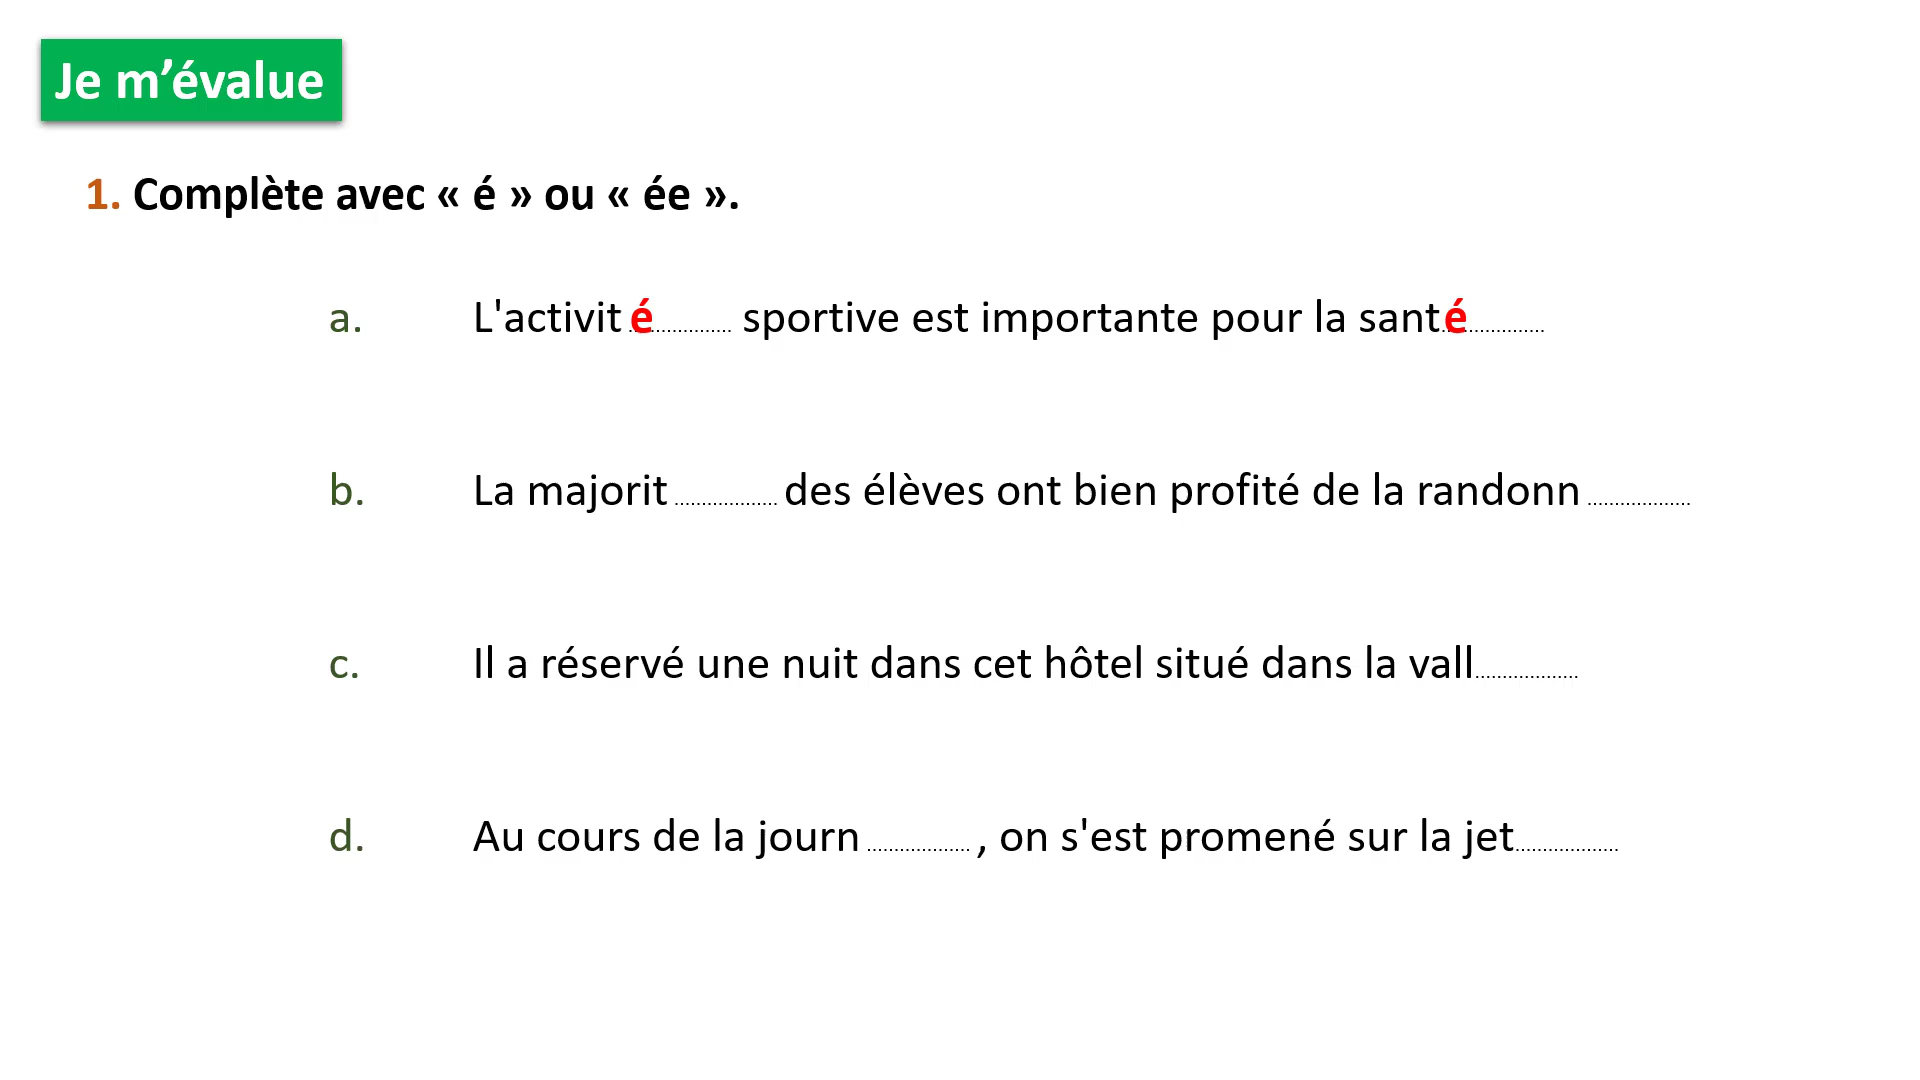 Je m’évalue
1. Complète avec « é » ou « ée ».
a. L'activité.................. sportive est importante pour la santé..................
b. La majorit................... des élèves ont bien profité de la randonn...................
c. Il a réservé une nuit dans cet hôtel situé dans la vall...................
d. Au cours de la journ..................., on s'est promené sur la jet...................